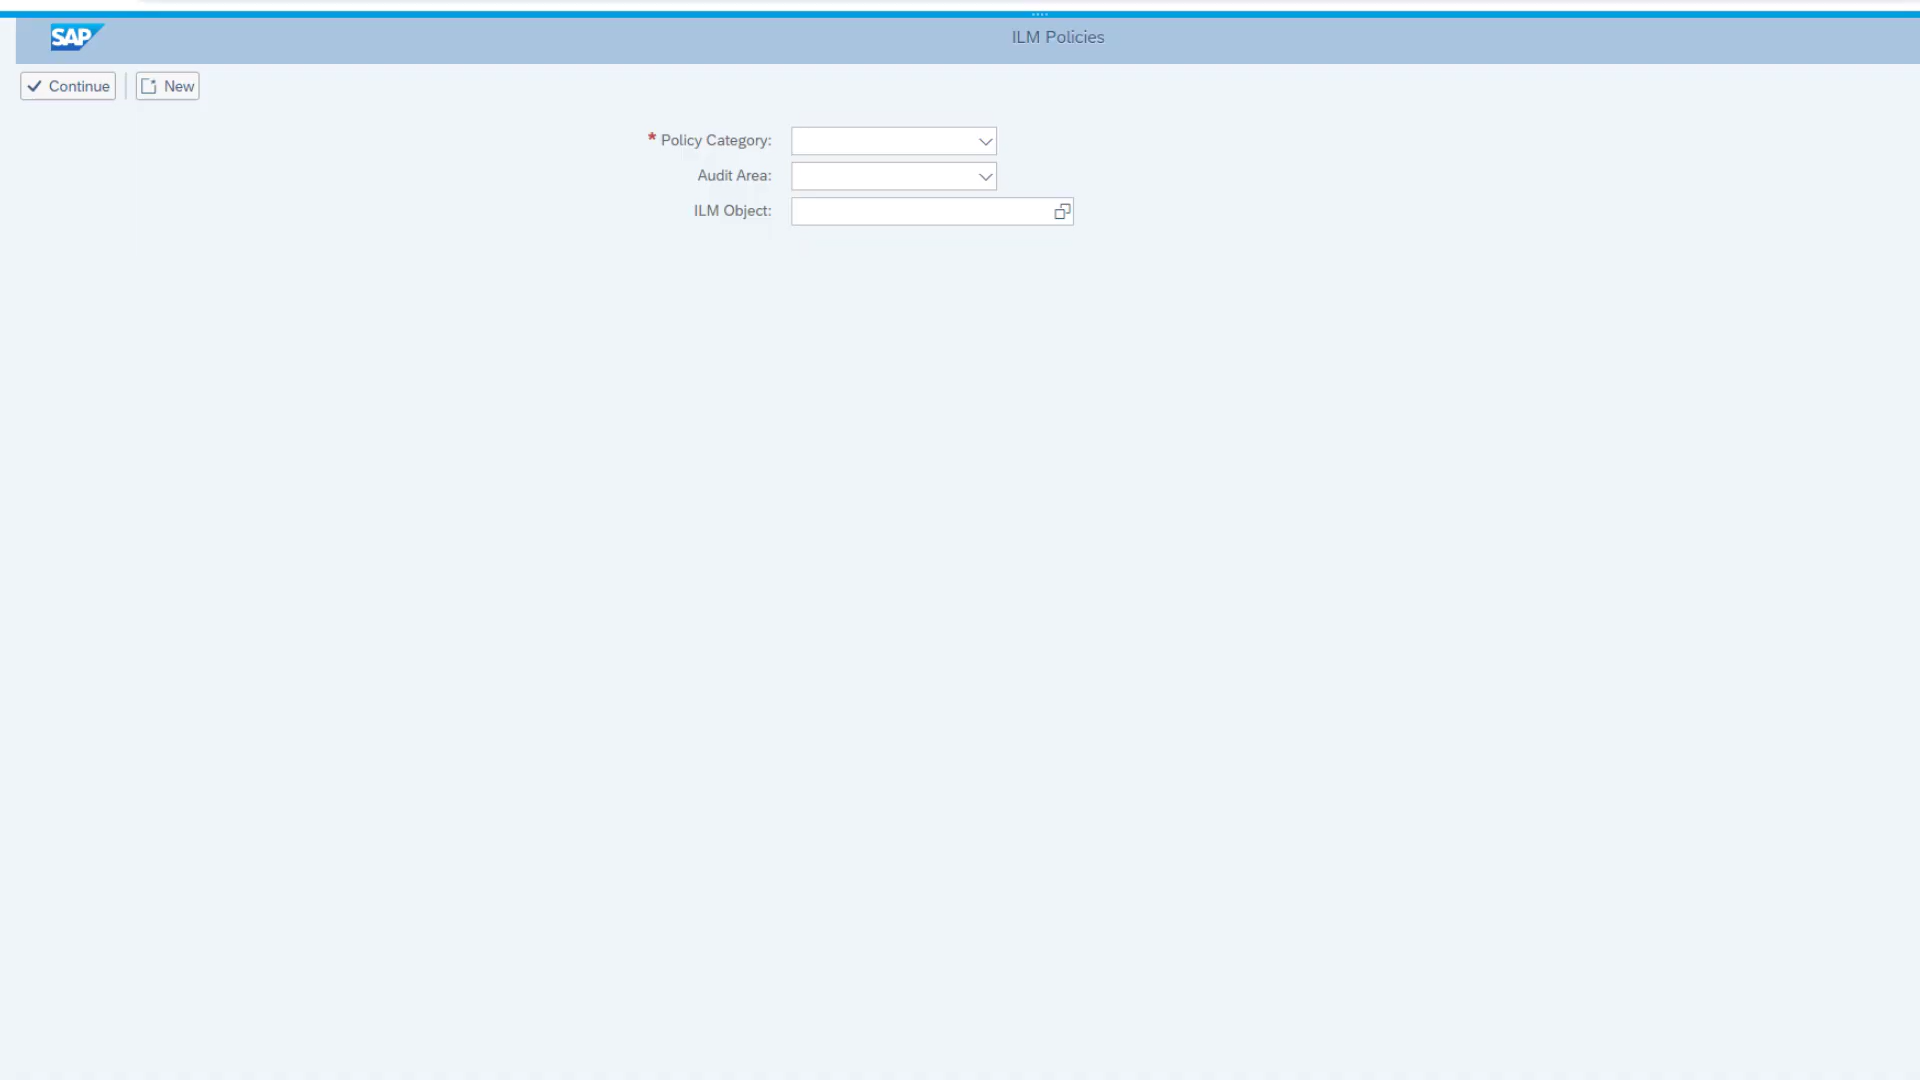 SAP
ILM Policies
Continue
New
* Policy Category:
Audit Area:
ILM Object: